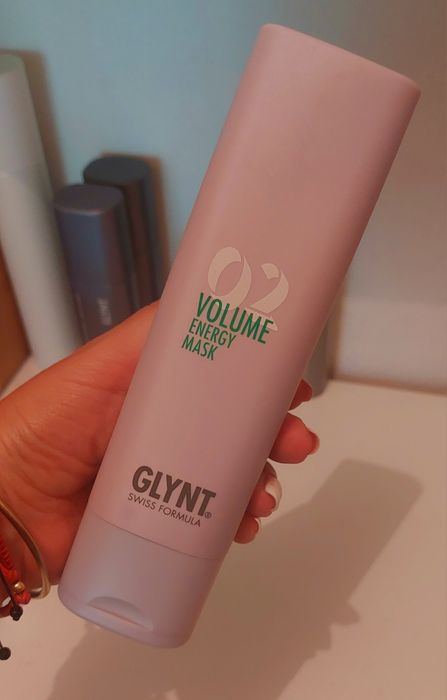 02
VOLUME
ENERGY
MASK
GLYNT®
SWISS FORMULA